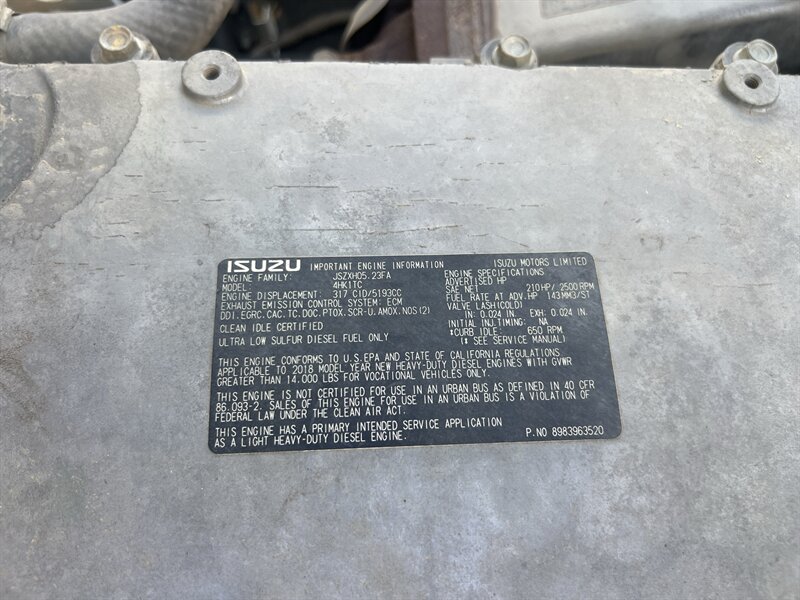 ISUZU IMPORTANT ENGINE INFORMATION ISUZU MOTORS LIMITED
ENGINE FAMILY: JSZXH05.23FA
MODEL: 4HK1TC
ENGINE DISPLACEMENT: 317 CID/5193CC
EXHAUST EMISSION CONTROL SYSTEM: ECM
DDI.EGRC.CAC.TC.DOC.PTOX.SCR-U.AMOX.NOS(2)
CLEAN IDLE CERTIFIED
ULTRA LOW SULFUR DIESEL FUEL ONLY
ENGINE SPECIFICATIONS
ADVERTISED HP
SAE NET 210HP/2500RPM
FUEL RATE AT ADV.HP 143MM3/ST
VALVE LASH(COLD)
IN: 0.024 IN EXH: 0.024 IN
INITIAL INJ.TIMING: NA
*CURB IDLE: 650 RPM
(* SEE SERVICE MANUAL)
THIS ENGINE CONFORMS TO U.S.EPA AND STATE OF CALIFORNIA REGULATIONS
APPLICABLE TO 2018 MODEL YEAR NEW HEAVY-DUTY DIESEL ENGINES WITH GVWR
GREATER THAN 14,000 LBS FOR VOCATIONAL VEHICLES ONLY.
THIS ENGINE IS NOT CERTIFIED FOR USE IN AN URBAN BUS AS DEFINED IN 40 CFR
86.093-2. SALES OF THIS ENGINE FOR USE IN AN URBAN BUS IS A VIOLATION OF
FEDERAL LAW UNDER THE CLEAN AIR ACT.
THIS ENGINE HAS A PRIMARY INTENDED SERVICE APPLICATION
AS A LIGHT HEAVY-DUTY DIESEL ENGINE.
P.NO 8983963520